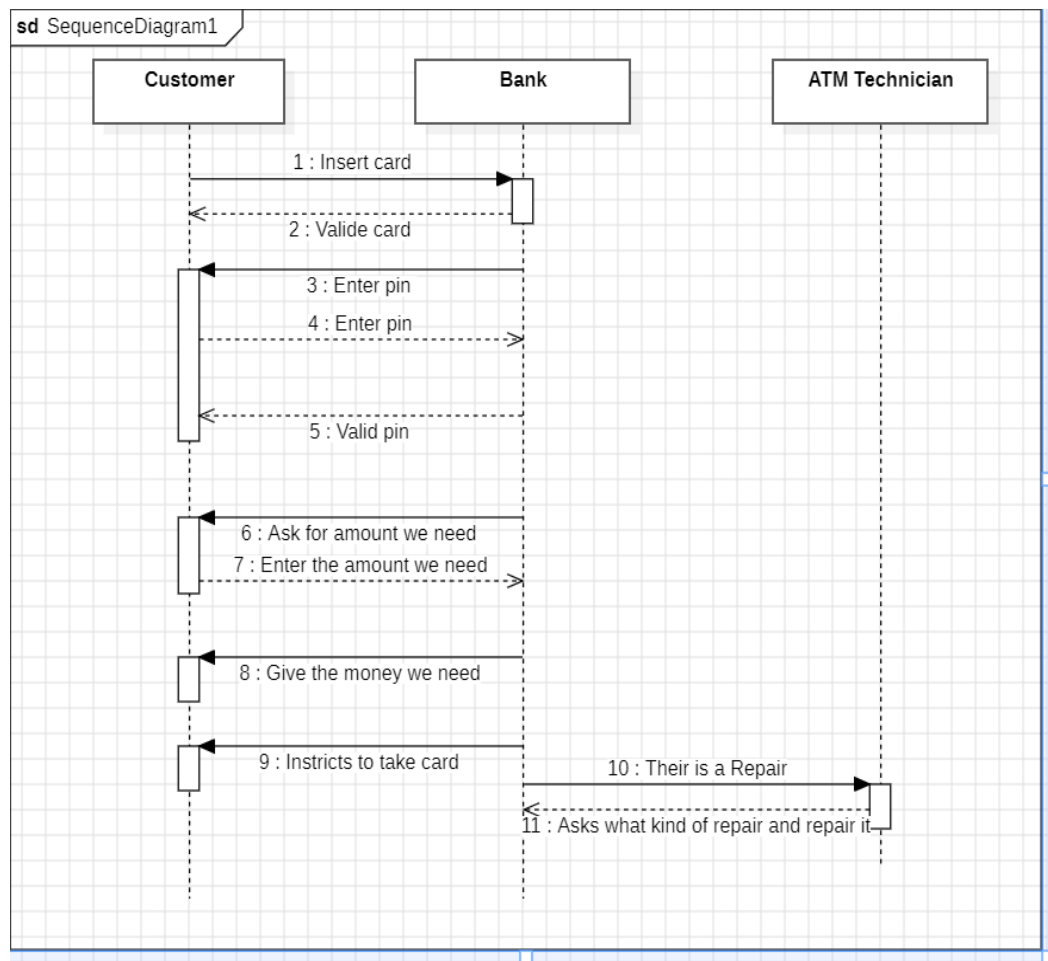 sd SequenceDiagram1
Customer
Bank
ATM Technician
1 : Insert card
2 : Valide card
3 : Enter pin
4 : Enter pin
5 : Valid pin
6 : Ask for amount we need
7 : Enter the amount we need
8 : Give the money we need
9 : Instricts to take card
10 : Their is a Repair
11 : Asks what kind of repair and repair it